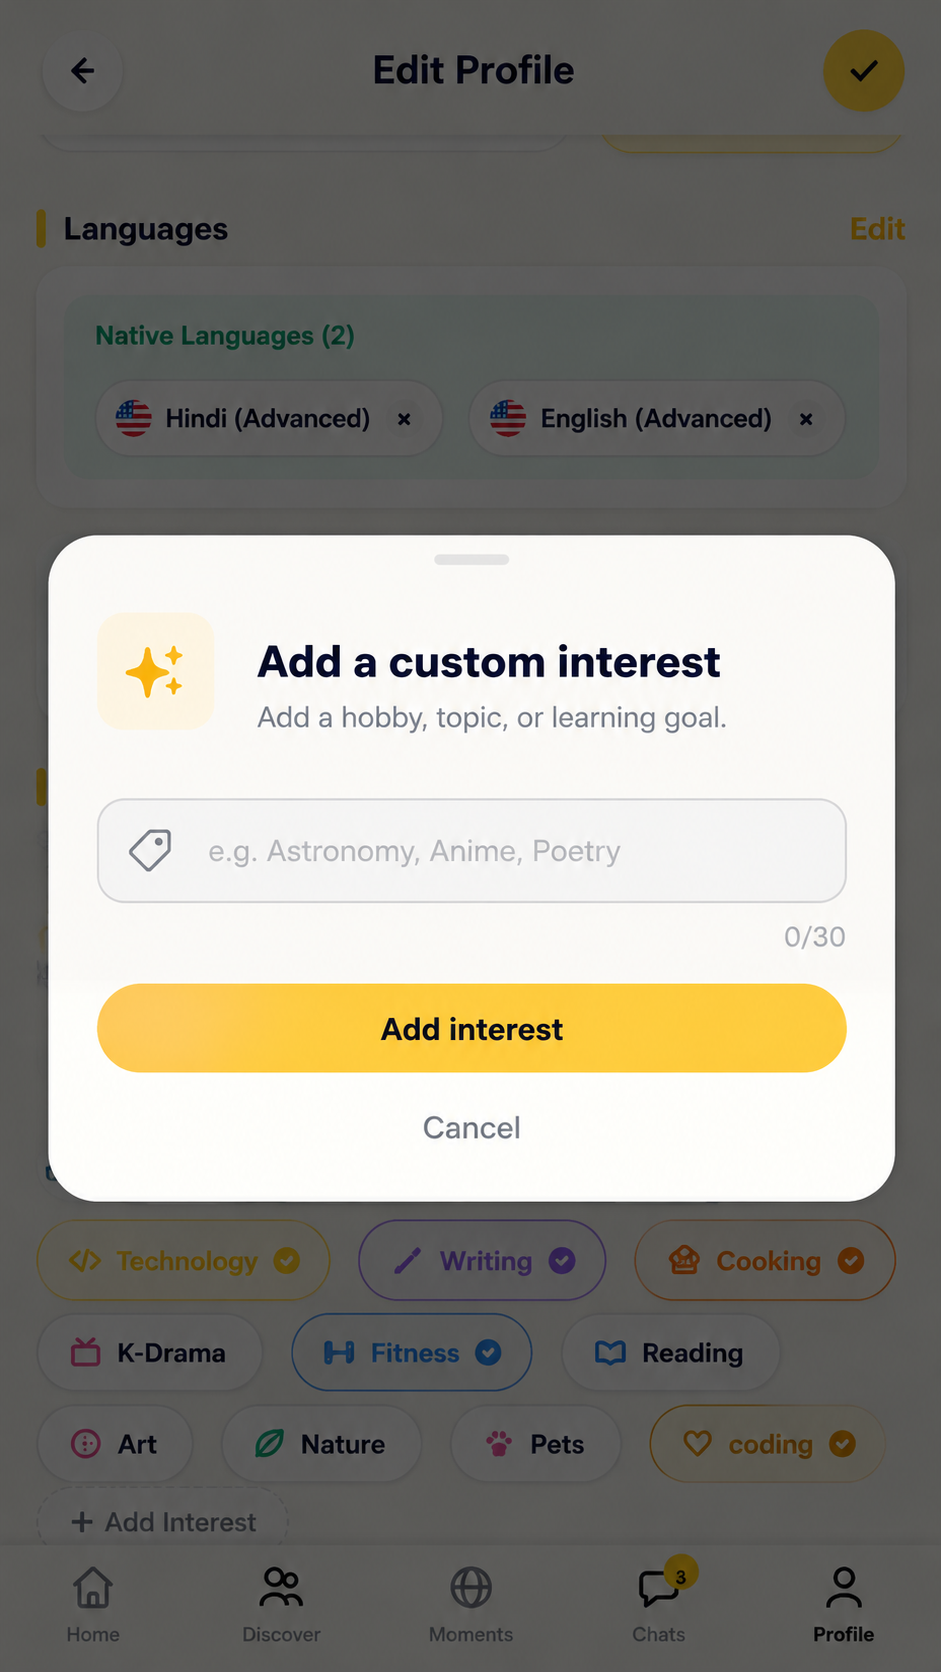 Edit Profile
Languages
Edit
Native Languages (2)
Hindi (Advanced) ×
English (Advanced) ×
Add a custom interest
Add a hobby, topic, or learning goal.
e.g. Astronomy, Anime, Poetry
0/30
Add interest
Cancel
Technology
Writing
Cooking
K-Drama
Fitness
Reading
Art
Nature
Pets
coding
+ Add Interest
3
Home
Discover
Moments
Chats
Profile